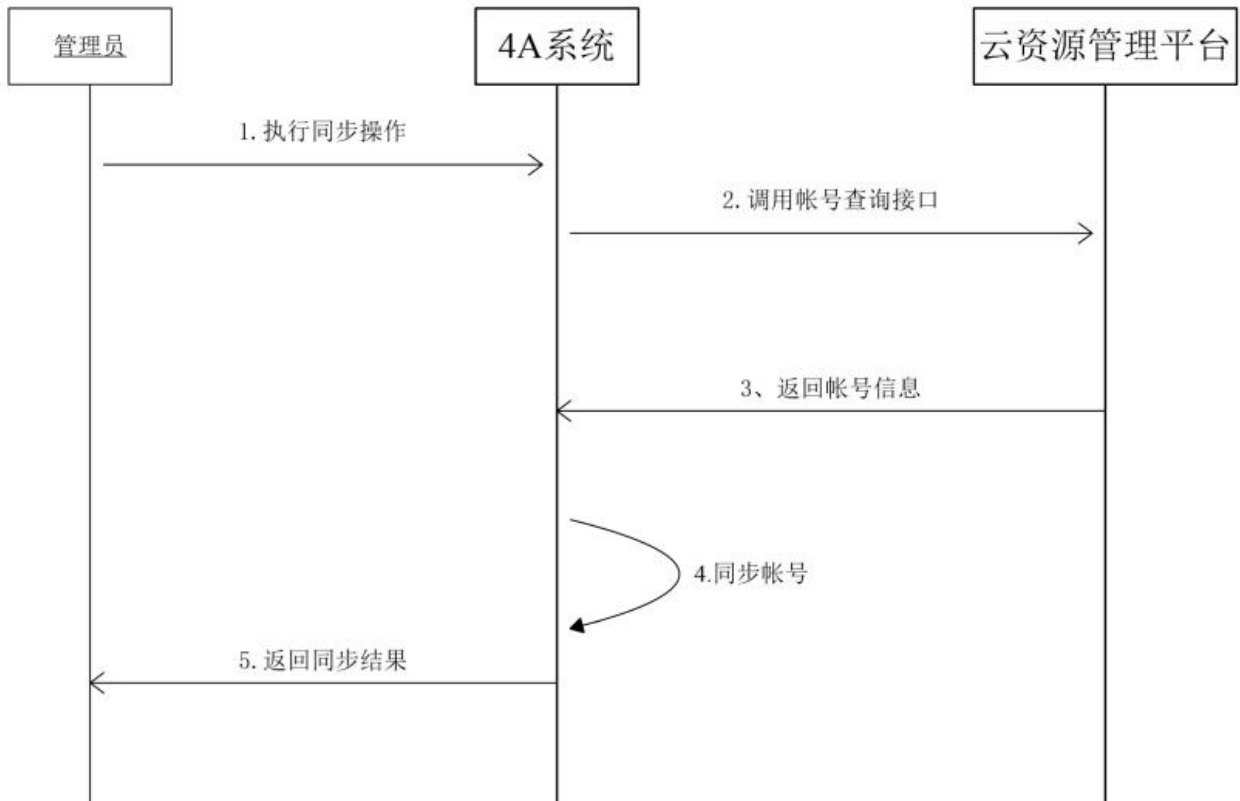 管理员
4A系统
云资源管理平台
1.执行同步操作
2.调用帐号查询接口
3、返回帐号信息
4.同步帐号
5.返回同步结果